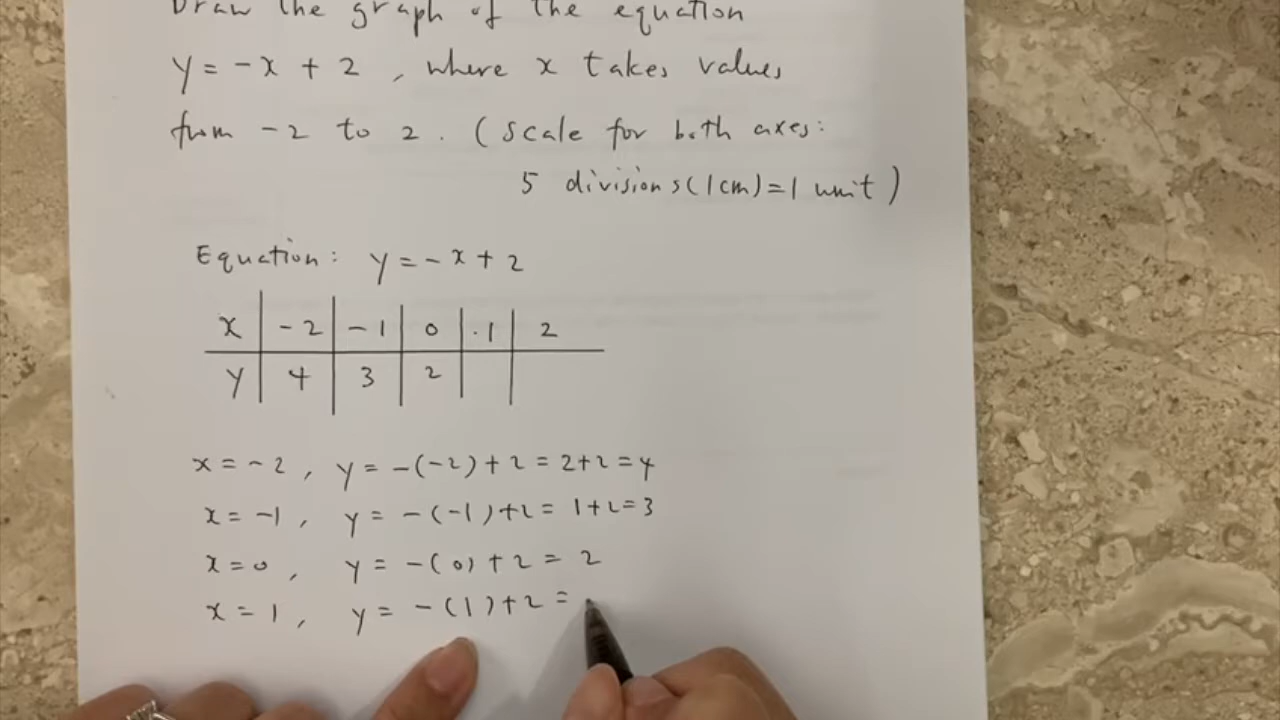 Draw the graph of the equation
y = -x + 2 , where x takes values
from -2 to 2 . ( scale for both axes:
5 divisions (1cm) = 1 unit )
Equation: y = -x + 2
x -2 -1 0 1 2
y 4 3 2
x = -2 , y = -(-2) + 2 = 2+2 = 4
x = -1 , y = -(-1) + 2 = 1+2 = 3
x = 0 , y = -(0) + 2 = 2
x = 1 , y = -(1) + 2 =